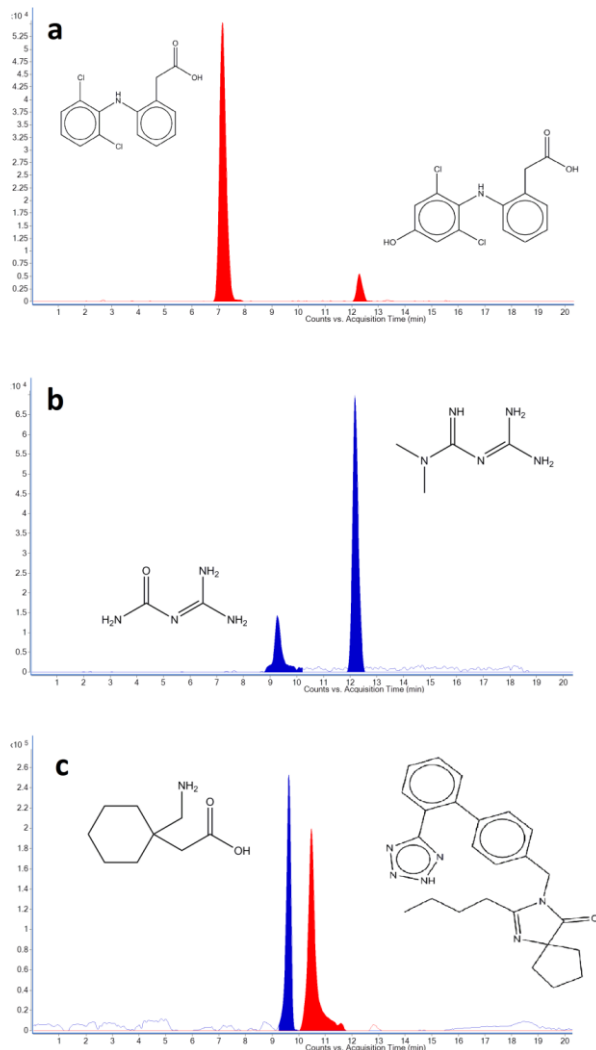 :10 4
a
5.25
5
4.75
4.5
4.25
4
3.75
3.5
3.25
3
2.75
2.5
2.25
2
1.75
1.5
1.25
1
0.75
0.5
0.25
0
Cl
H
N
O
OH
Cl
Cl
H
N
O
OH
HO
Cl
1 2 3 4 5 6 7 8 9 10 11 12 13 14 15 16 17 18 19 20
Counts vs. Acquisition Time (min)
:10 4
b
6.5
6
5.5
5
4.5
4
3.5
3
2.5
2
1.5
1
0.5
0
NH NH2
N N NH2
O NH2
H2N N NH2
1 2 3 4 5 6 7 8 9 10 11 12 13 14 15 16 17 18 19 20
Counts vs. Acquisition Time (min)
x10 5
c
2.6
2.4
2.2
2
1.8
1.6
1.4
1.2
1
0.8
0.6
0.4
0.2
0
NH2
O
OH
N
N
N
NH
N
O
N
1 2 3 4 5 6 7 8 9 10 11 12 13 14 15 16 17 18 19 20
Counts vs. Acquisition Time (min)